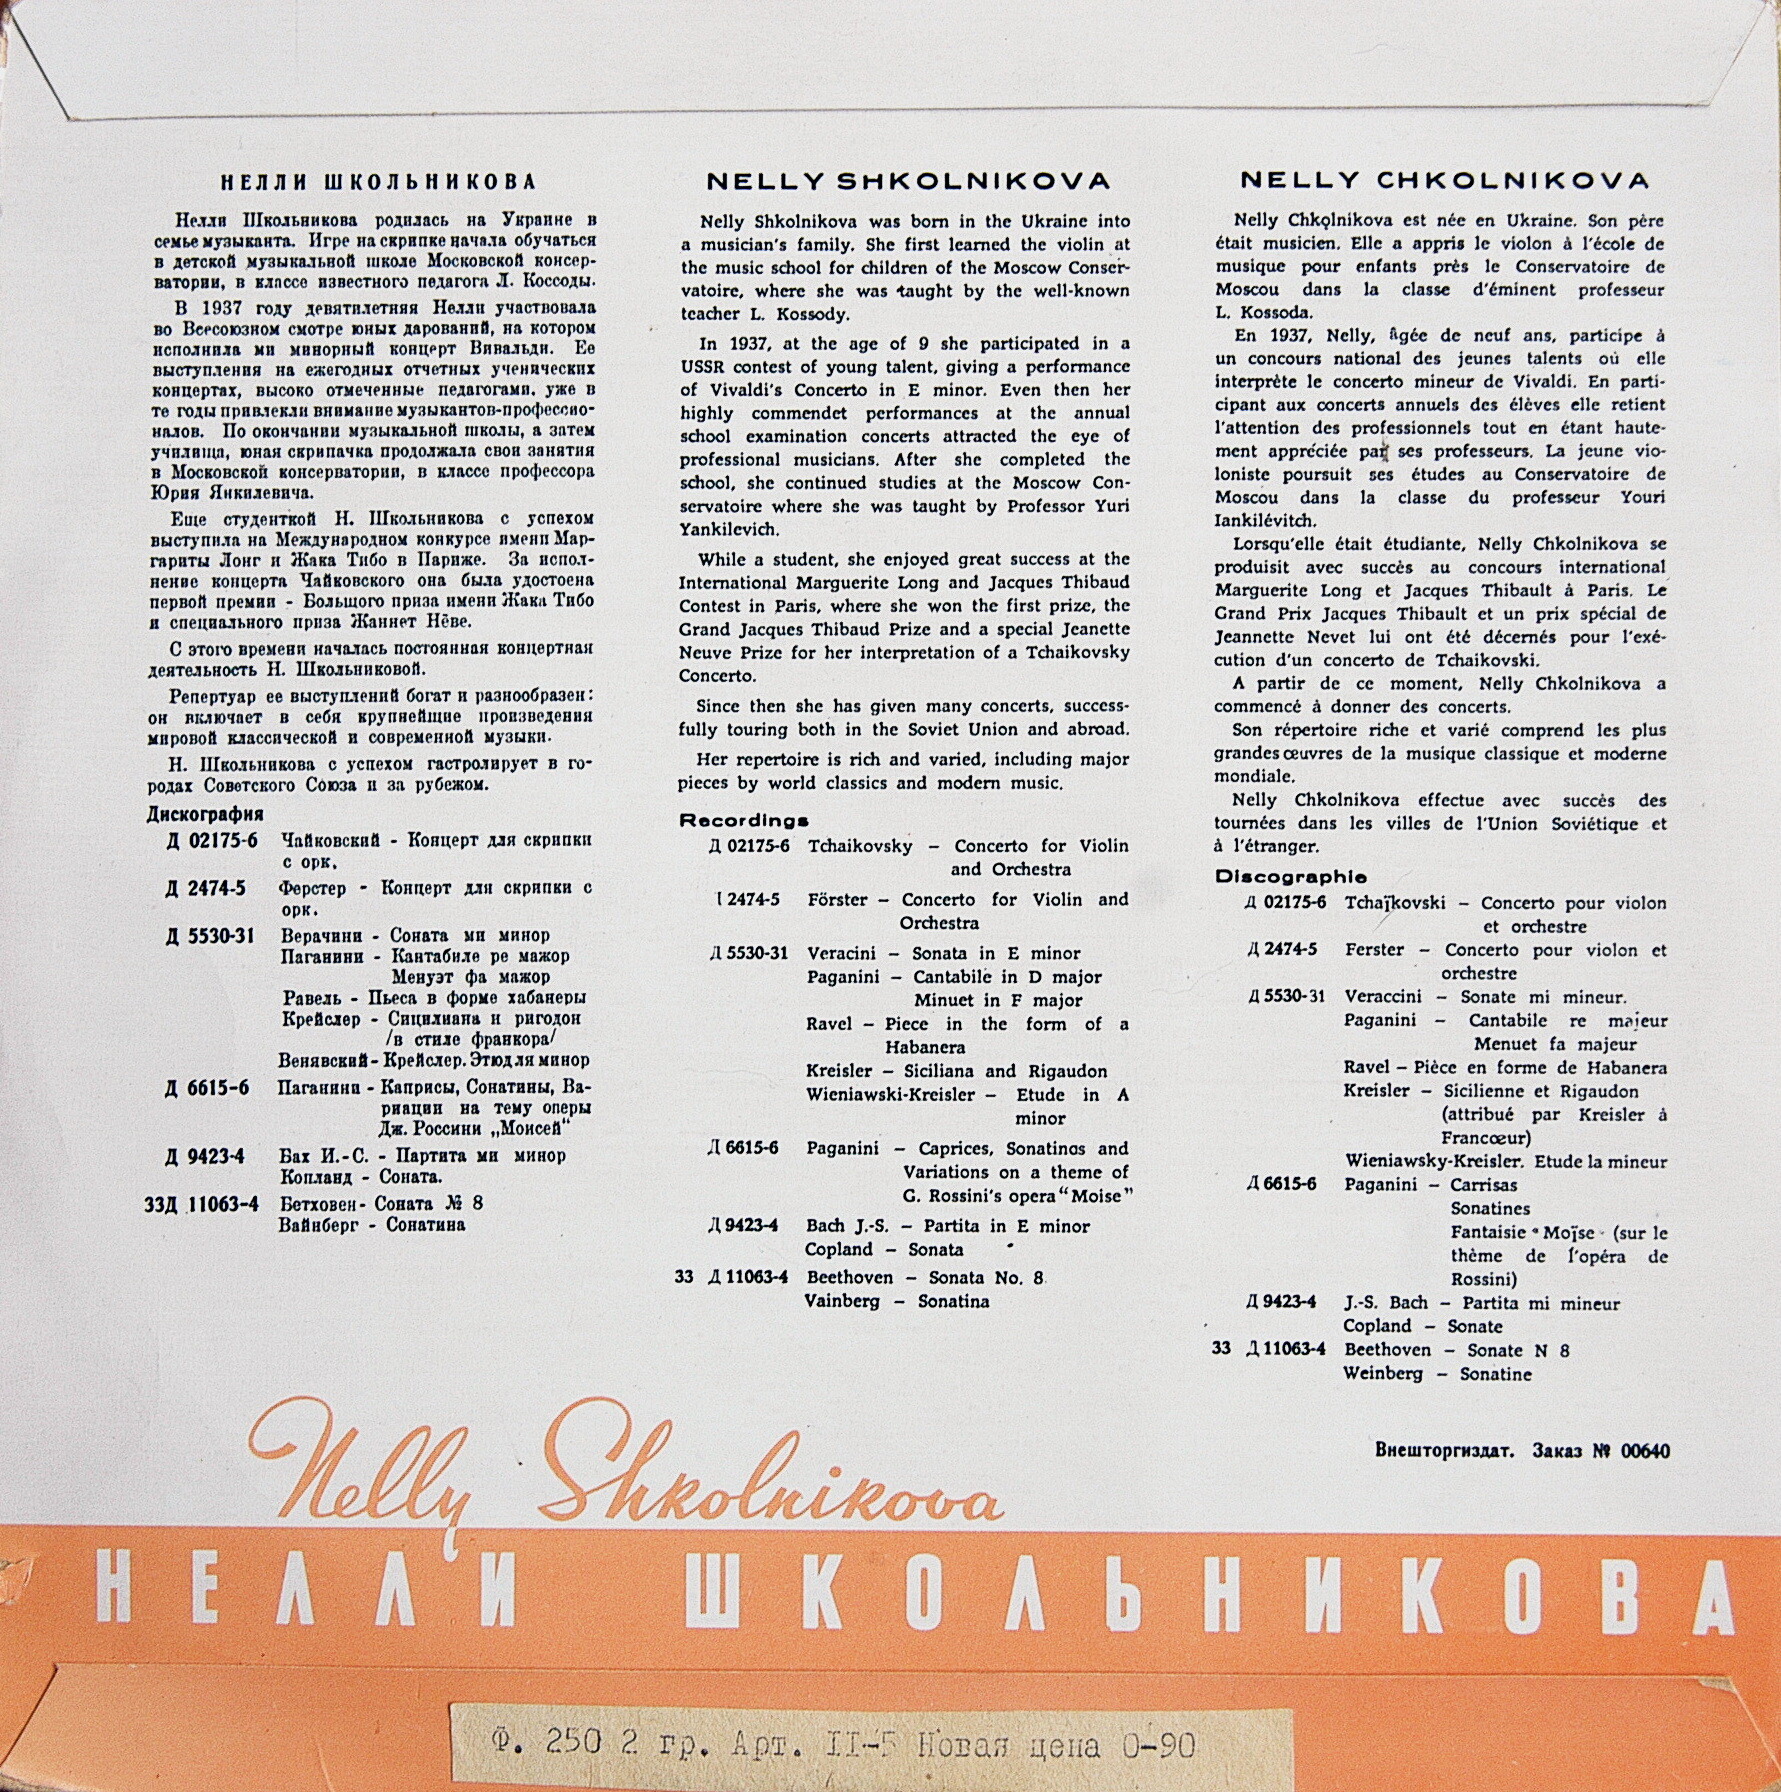 НЕЛЛИ ШКОЛЬНИКОВА
Нелли Школьникова родилась на Украине в
семье музыканта. Игре на скрипке начала обучаться
в детской музыкальной школе Московской консер-
ватории, в классе известного педагога Л. Коссоды.
В 1937 году девятилетняя Нелли участвовала
во Всесоюзном смотре юных дарований, на котором
исполнила ми минорный концерт Вивальди. Ее
выступления на ежегодных отчетных ученических
концертах, высоко отмеченные педагогами, уже в
те годы привлекли внимание музыкантов-профессио-
налов. По окончании музыкальной школы, а затем
училища, юная скрипачка продолжала свои занятия
в Московской консерватории, в классе профессора
Юрия Янкилевича.
Еще студенткой Н. Школьникова с успехом
выступила на Международном конкурсе имени Мар-
гариты Лонг и Жака Тибо в Париже. За испол-
нение концерта Чайковского она была удостоена
первой премии - Большого приза имени Жака Тибо
и специального приза Жаннет Нёве.
С этого времени началась постоянная концертная
деятельность Н. Школьниковой.
Репертуар ее выступлений богат и разнообразен:
он включает в себя крупнейшие произведения
мировой классической и современной музыки.
Н. Школьникова с успехом гастролирует в го-
родах Советского Союза и за рубежом.
Дискография
Д 02175-6 Чайковский - Концерт для скрипки
с орк.
Д 2474-5 Ферстер - Концерт для скрипки с
орк.
Д 5530-31 Верачини - Соната ми минор
Паганини - Кантабиле ре мажор
Менуэт фа мажор
Равель - Пьеса в форме хабанеры
Крейслер - Сицилиана и ригодон
/в стиле франкора/
Венявский - Крейслер. Этюд ля минор
Д 6615-6 Паганини - Каприсы, Сонатины, Ва-
риации на тему оперы
Дж. Россини „Моисей“
Д 9423-4 Бах И.-С. - Партита ми минор
Копланд - Соната.
33Д 11063-4 Бетховен - Соната № 8
Вайнберг - Сонатина
NELLY SHKOLNIKOVA
Nelly Shkolnikova was born in the Ukraine into
a musician's family. She first learned the violin at
the music school for children of the Moscow Conser-
vatoire, where she was taught by the well-known
teacher L. Kossody.
In 1937, at the age of 9 she participated in a
USSR contest of young talent, giving a performance
of Vivaldi's Concerto in E minor. Even then her
highly commendet performances at the annual
school examination concerts attracted the eye of
professional musicians. After she completed the
school, she continued studies at the Moscow Con-
servatoire where she was taught by Professor Yuri
Yankilevich.
While a student, she enjoyed great success at the
International Marguerite Long and Jacques Thibaud
Contest in Paris, where she won the first prize, the
Grand Jacques Thibaud Prize and a special Jeanette
Neuve Prize for her interpretation of a Tchaikovsky
Concerto.
Since then she has given many concerts, success-
fully touring both in the Soviet Union and abroad.
Her repertoire is rich and varied, including major
pieces by world classics and modern music.
Recordings
Д 02175-6 Tchaikovsky – Concerto for Violin
and Orchestra
2474-5 Förster – Concerto for Violin and
Orchestra
Д 5530-31 Veracini – Sonata in E minor
Paganini – Cantabile in D major
Minuet in F major
Ravel – Piece in the form of a
Habanera
Kreisler – Siciliana and Rigaudon
Wieniawski-Kreisler – Etude in A
minor
Д 6615-6 Paganini – Caprices, Sonatinas and
Variations on a theme of
G. Rossini's opera “Moise”
Д 9423-4 Bach J.-S. – Partita in E minor
Copland – Sonata
33 Д 11063-4 Beethoven – Sonata No. 8
Vainberg – Sonatina
NELLY CHKOLNIKOVA
Nelly Chkolnikova est née en Ukraine. Son père
était musicien. Elle a appris le violon à l'école de
musique pour enfants près le Conservatoire de
Moscou dans la classe d'éminent professeur
L. Kossoda.
En 1937, Nelly, âgée de neuf ans, participe à
un concours national des jeunes talents où elle
interprète le concerto mineur de Vivaldi. En parti-
cipant aux concerts annuels des élèves elle retient
l'attention des professionnels tout en étant haute-
ment appréciée par ses professeurs. La jeune vio-
loniste poursuit ses études au Conservatoire de
Moscou dans la classe du professeur Youri
Iankilévitch.
Lorsqu'elle était étudiante, Nelly Chkolnikova se
produisit avec succès au concours international
Marguerite Long et Jacques Thibault à Paris. Le
Grand Prix Jacques Thibault et un prix spécial de
Jeannette Nevet lui ont été décernés pour l'exé-
cution d'un concerto de Tchaikovski.
A partir de ce moment, Nelly Chkolnikova a
commencé à donner des concerts.
Son répertoire riche et varié comprend les plus
grandes œuvres de la musique classique et moderne
mondiale.
Nelly Chkolnikova effectue avec succès des
tournées dans les villes de l'Union Soviétique et
à l'étranger.
Discographie
Д 02175-6 Tchaïkovski – Concerto pour violon
et orchestre
Д 2474-5 Ferster – Concerto pour violon et
orchestre
Д 5530-31 Veraccini – Sonate mi mineur.
Paganini – Cantabile re majeur
Menuet fa majeur
Ravel – Pièce en forme de Habanera
Kreisler – Sicilienne et Rigaudon
(attribué par Kreisler à
Francœur)
Wieniawsky-Kreisler. Etude la mineur
Д 6615-6 Paganini – Carrisas
Sonatines
Fantaisie “Moïse” (sur le
thème de l'opéra de
Rossini)
Д 9423-4 J.-S. Bach – Partita mi mineur
Copland – Sonate
33 Д 11063-4 Beethoven – Sonate N 8
Weinberg – Sonatine
Внешторгиздат. Заказ № 00640
Nelly Shkolnikova
НЕЛЛИ ШКОЛЬНИКОВА
Ф. 250 2 гр. Арт. II-5 Новая цена 0-90